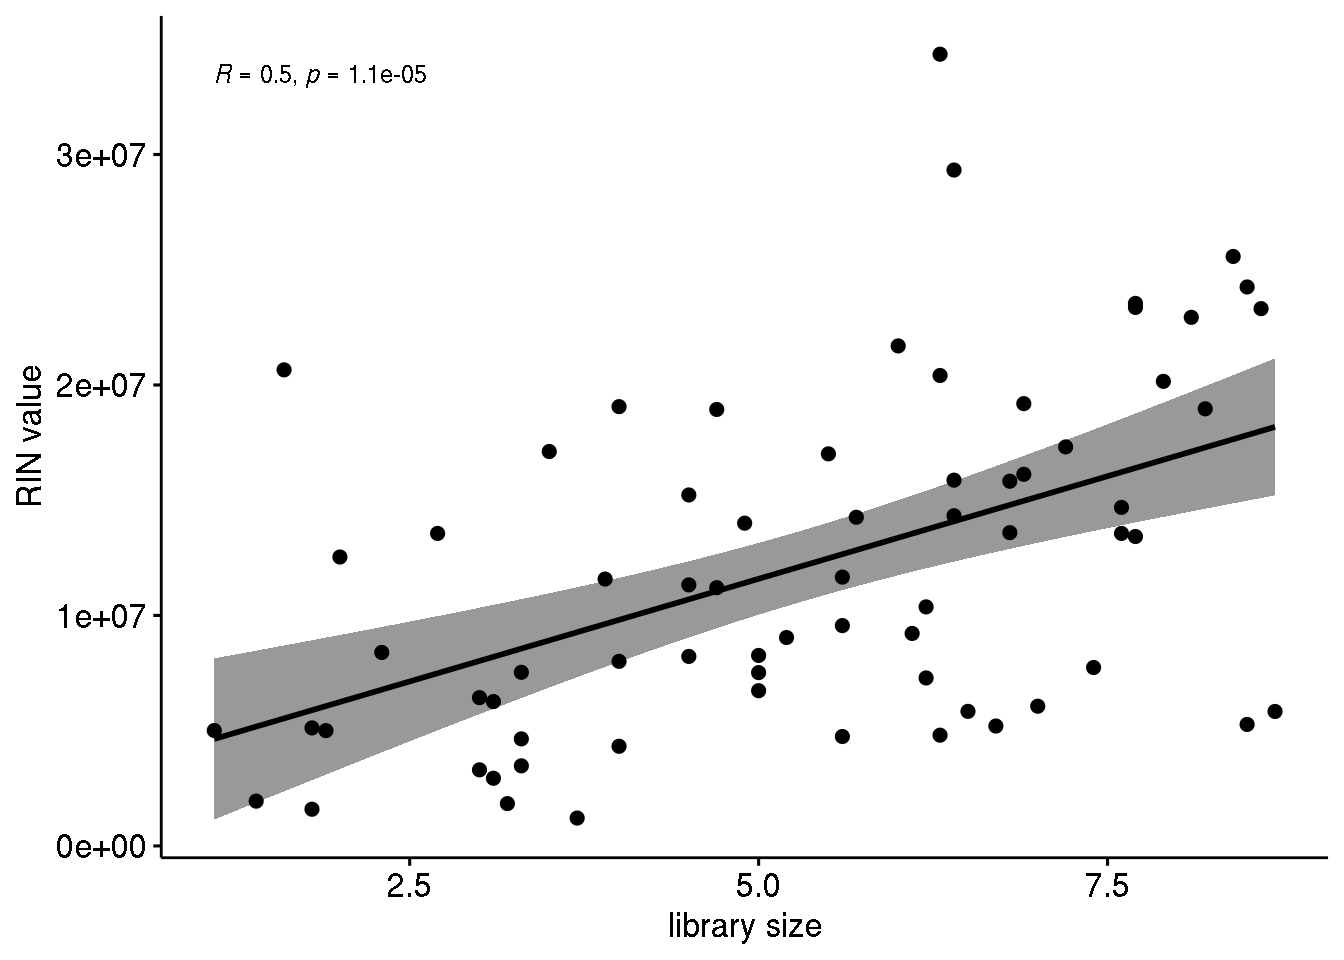 R = 0.5, p = 1.1e-05
3e+07
2e+07
1e+07
0e+00
RIN value
2.5 5.0 7.5
library size